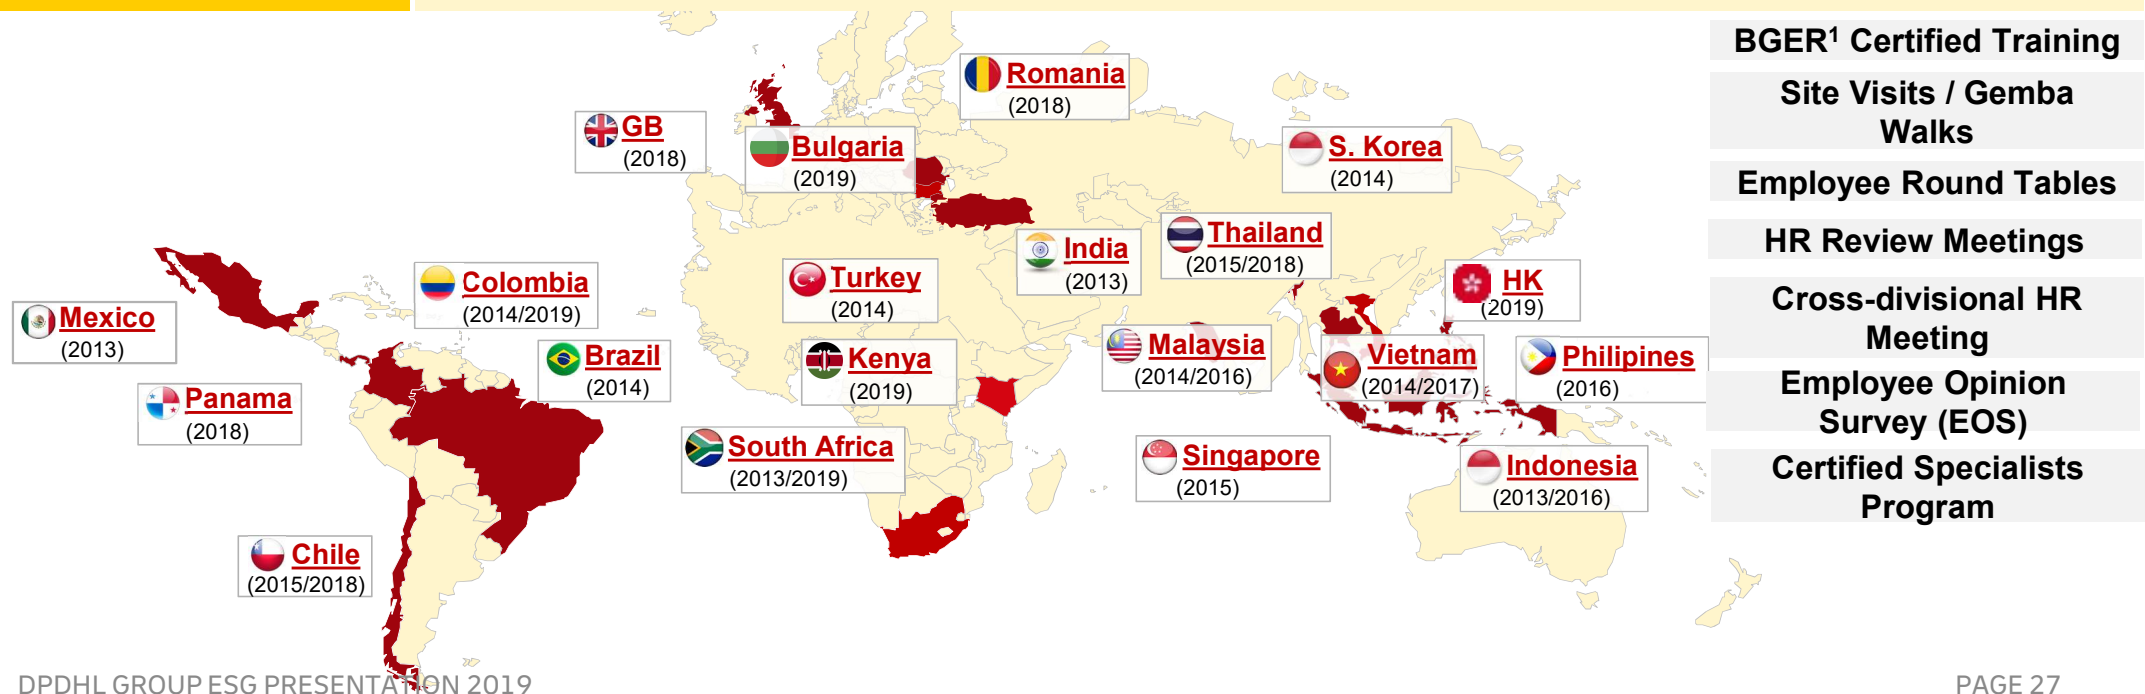 BGER¹ Certified Training
Site Visits / Gemba
Walks
Employee Round Tables
HR Review Meetings
Cross-divisional HR
Meeting
Employee Opinion
Survey (EOS)
Certified Specialists
Program
Romania
(2018)
GB
(2018)
Bulgaria
(2019)
S. Korea
(2014)
Thailand
(2015/2018)
India
(2013)
Turkey
(2014)
Colombia
(2014/2019)
HK
(2019)
Mexico
(2013)
Brazil
(2014)
Kenya
(2019)
Malaysia
(2014/2016)
Vietnam
(2014/2017)
Philipines
(2016)
Panama
(2018)
South Africa
(2013/2019)
Singapore
(2015)
Indonesia
(2013/2016)
Chile
(2015/2018)
DPDHL GROUP ESG PRESENTATION 2019
PAGE 27